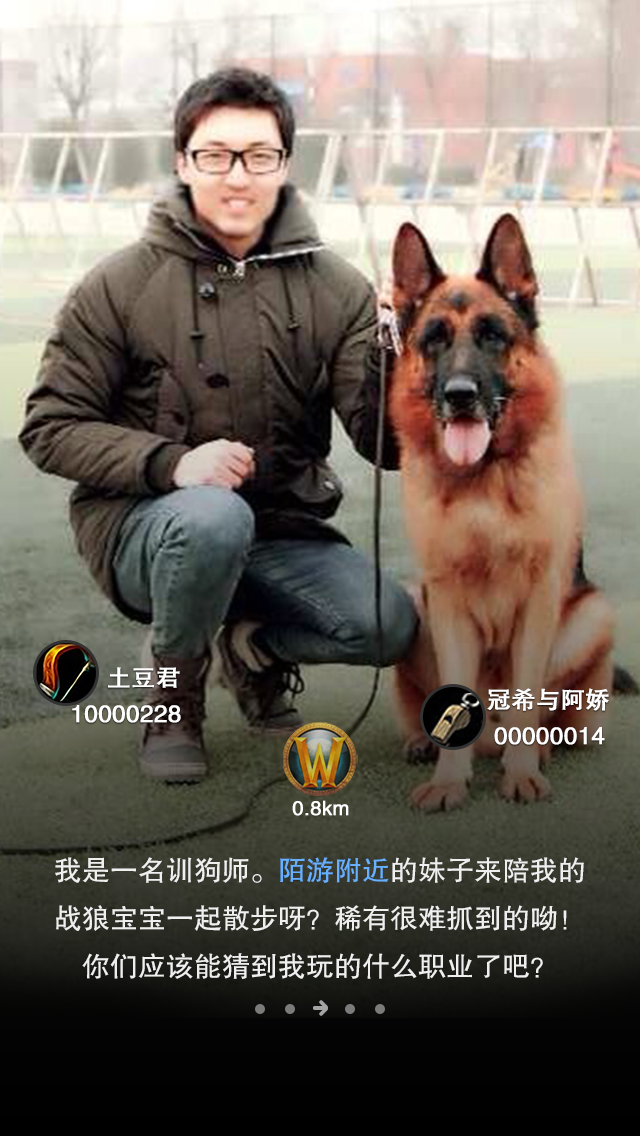 土豆君
10000228
冠希与阿娇
00000014
W
0.8km
我是一名训狗师。陌游附近的妹子来陪我的
战狼宝宝一起散步呀？稀有很难抓到的呦！
你们应该能猜到我玩的什么职业了吧？